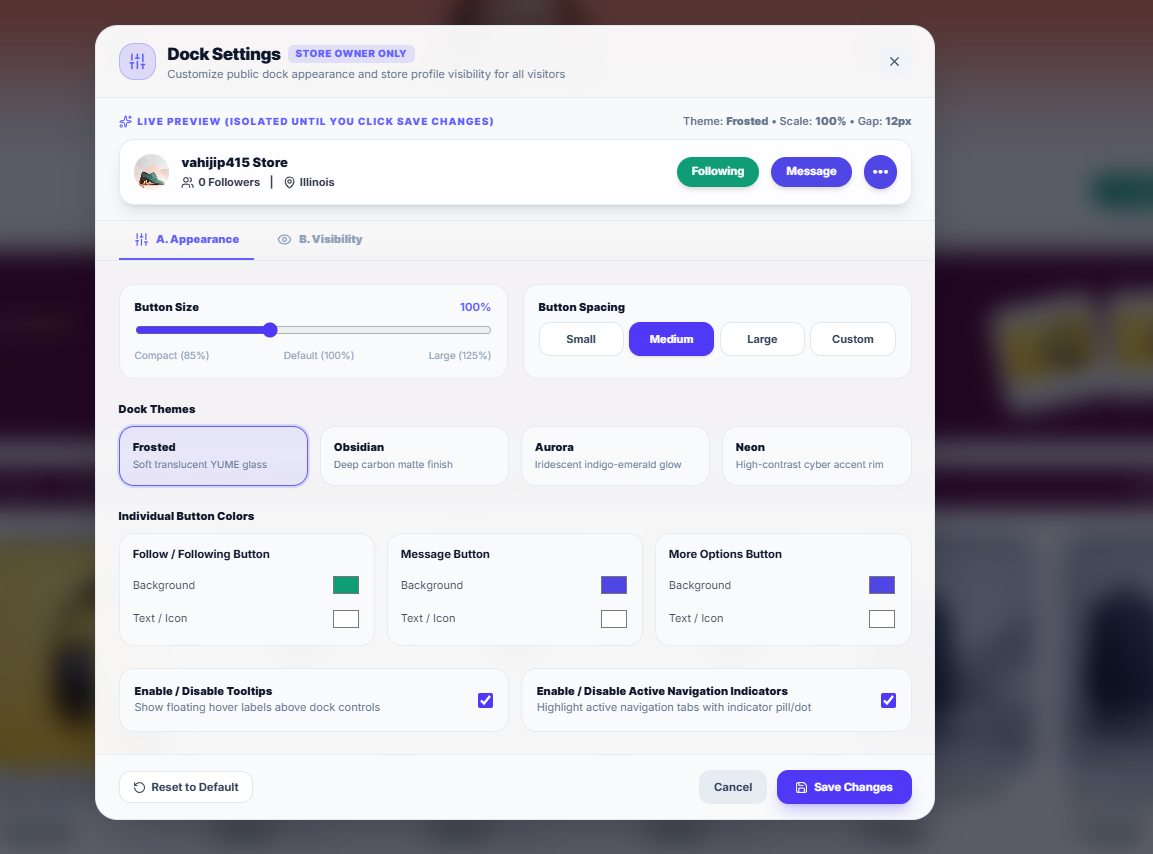 Dock Settings STORE OWNER ONLY
Customize public dock appearance and store profile visibility for all visitors
LIVE PREVIEW (ISOLATED UNTIL YOU CLICK SAVE CHANGES) Theme: Frosted • Scale: 100% • Gap: 12px
vahijip415 Store
0 Followers | Illinois
Following Message
A. Appearance B. Visibility
Button Size 100%
Compact (85%) Default (100%) Large (125%)
Button Spacing
Small Medium Large Custom
Dock Themes
Frosted
Soft translucent YUME glass
Obsidian
Deep carbon matte finish
Aurora
Iridescent indigo-emerald glow
Neon
High-contrast cyber accent rim
Individual Button Colors
Follow / Following Button
Background
Text / Icon
Message Button
Background
Text / Icon
More Options Button
Background
Text / Icon
Enable / Disable Tooltips
Show floating hover labels above dock controls
Enable / Disable Active Navigation Indicators
Highlight active navigation tabs with indicator pill/dot
Reset to Default Cancel Save Changes